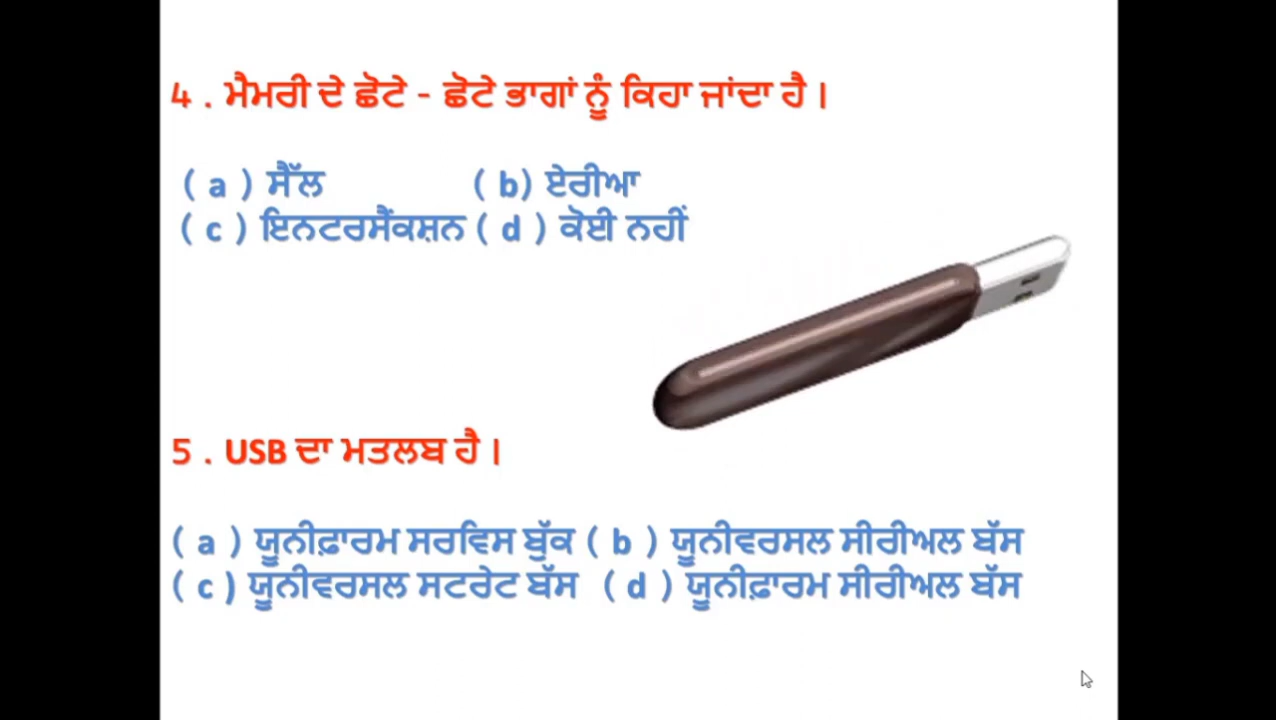 4 . ਮੈਮਰੀ ਦੇ ਛੋਟੇ - ਛੋਟੇ ਭਾਗਾਂ ਨੂੰ ਕਿਹਾ ਜਾਂਦਾ ਹੈ।
( a ) ਸੈੱਲ ( b) ਏਰੀਆ
( c ) ਇਨਟਰਸੈਂਕਸ਼ਨ ( d ) ਕੋਈ ਨਹੀਂ
5 . USB ਦਾ ਮਤਲਬ ਹੈ।
( a ) ਯੂਨੀਫ਼ਾਰਮ ਸਰਵਿਸ ਬੁੱਕ ( b ) ਯੂਨੀਵਰਸਲ ਸੀਰੀਅਲ ਬੱਸ
( c ) ਯੂਨੀਵਰਸਲ ਸਟਰੇਟ ਬੱਸ ( d ) ਯੂਨੀਫ਼ਾਰਮ ਸੀਰੀਅਲ ਬੱਸ